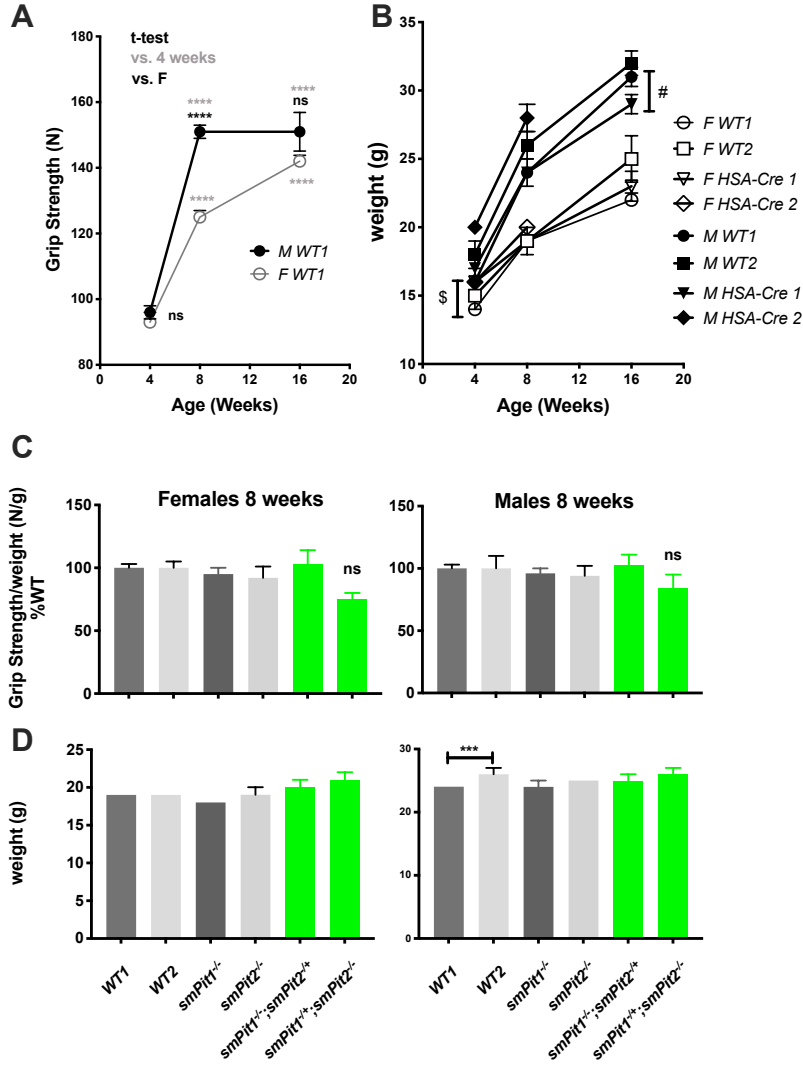 A
t-test
vs. 4 weeks
vs. F
Grip Strength (N)
180
160
140
120
100
80
0
4
8
12
16
20
Age (Weeks)
****
****
****
ns
****
****
ns
M WT1
F WT1
B
weight (g)
35
30
25
20
15
10
0
4
8
12
16
20
Age (Weeks)
$
#
F WT1
F WT2
F HSA-Cre 1
F HSA-Cre 2
M WT1
M WT2
M HSA-Cre 1
M HSA-Cre 2
C
Grip Strength/weight (N/g)
%WT
Females 8 weeks
150
100
50
0
ns
Males 8 weeks
150
100
50
0
ns
D
weight (g)
25
20
15
10
5
0
WT1
WT2
smPit1-/-
smPit2-/-
smPit1-/-;smPit2-/+
smPit1-/+;smPit2-/-
30
20
10
0
***
WT1
WT2
smPit1-/-
smPit2-/-
smPit1-/-;smPit2-/+
smPit1-/+;smPit2-/-